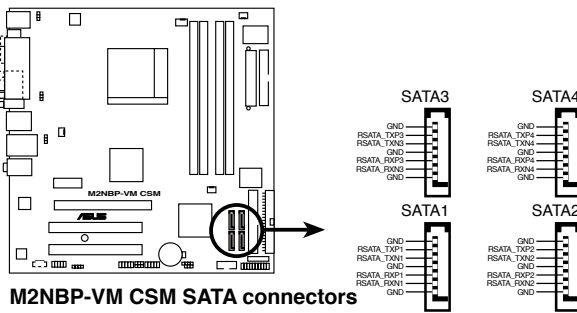 SATA3
GND
RSATA_TXP3
RSATA_TXN3
GND
RSATA_RXP3
RSATA_RXN3
GND
SATA4
GND
RSATA_TXP4
RSATA_TXN4
GND
RSATA_RXP4
RSATA_RXN4
GND
M2NBP-VM CSM
ASUS
SATA1
GND
RSATA_TXP1
RSATA_TXN1
GND
RSATA_RXP1
RSATA_RXN1
GND
SATA2
GND
RSATA_TXP2
RSATA_TXN2
GND
RSATA_RXP2
RSATA_RXN2
GND
M2NBP-VM CSM SATA connectors